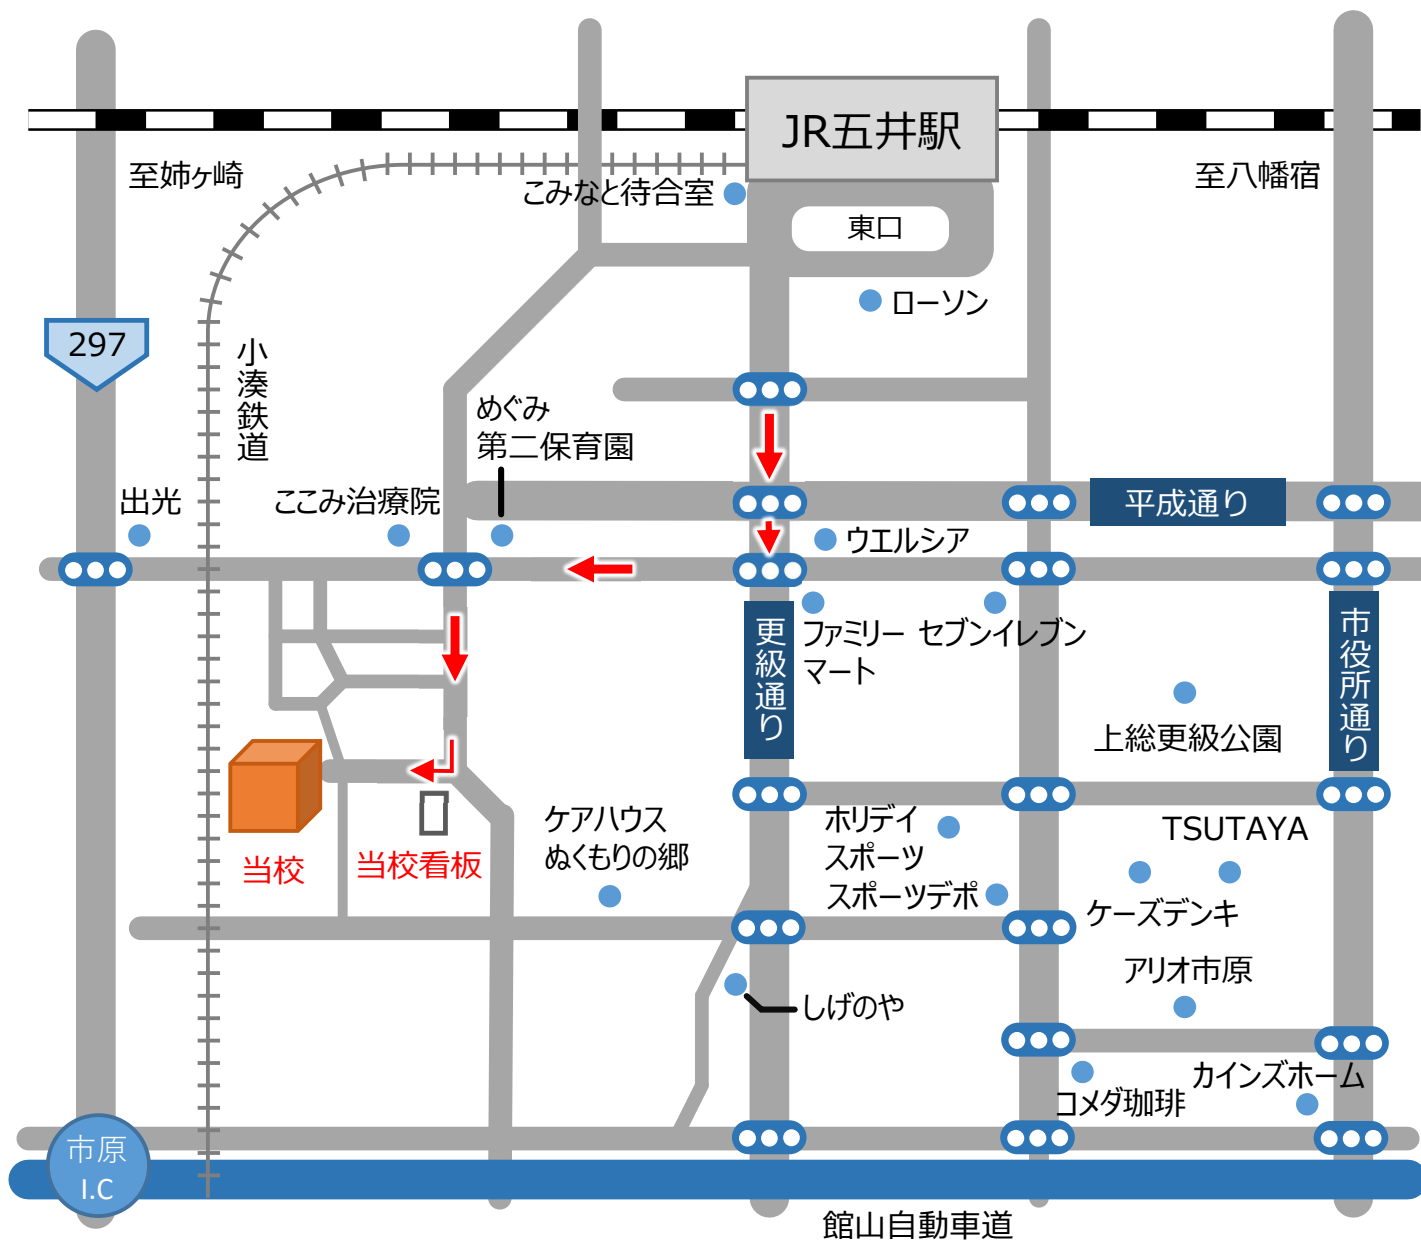 JR五井駅
至姉ヶ崎
至八幡宿
こみなと待合室
東口
ローソン
297
小湊鉄道
めぐみ
第二保育園
出光
ここみ治療院
平成通り
ウエルシア
更級通り
ファミリー
マート
セブンイレブン
市役所通り
上総更級公園
当校
当校看板
ケアハウス
ぬくもりの郷
ホリデイ
スポーツ
スポーツデポ
TSUTAYA
ケーズデンキ
アリオ市原
しげのや
カインズホーム
コメダ珈琲
市原
I.C
館山自動車道